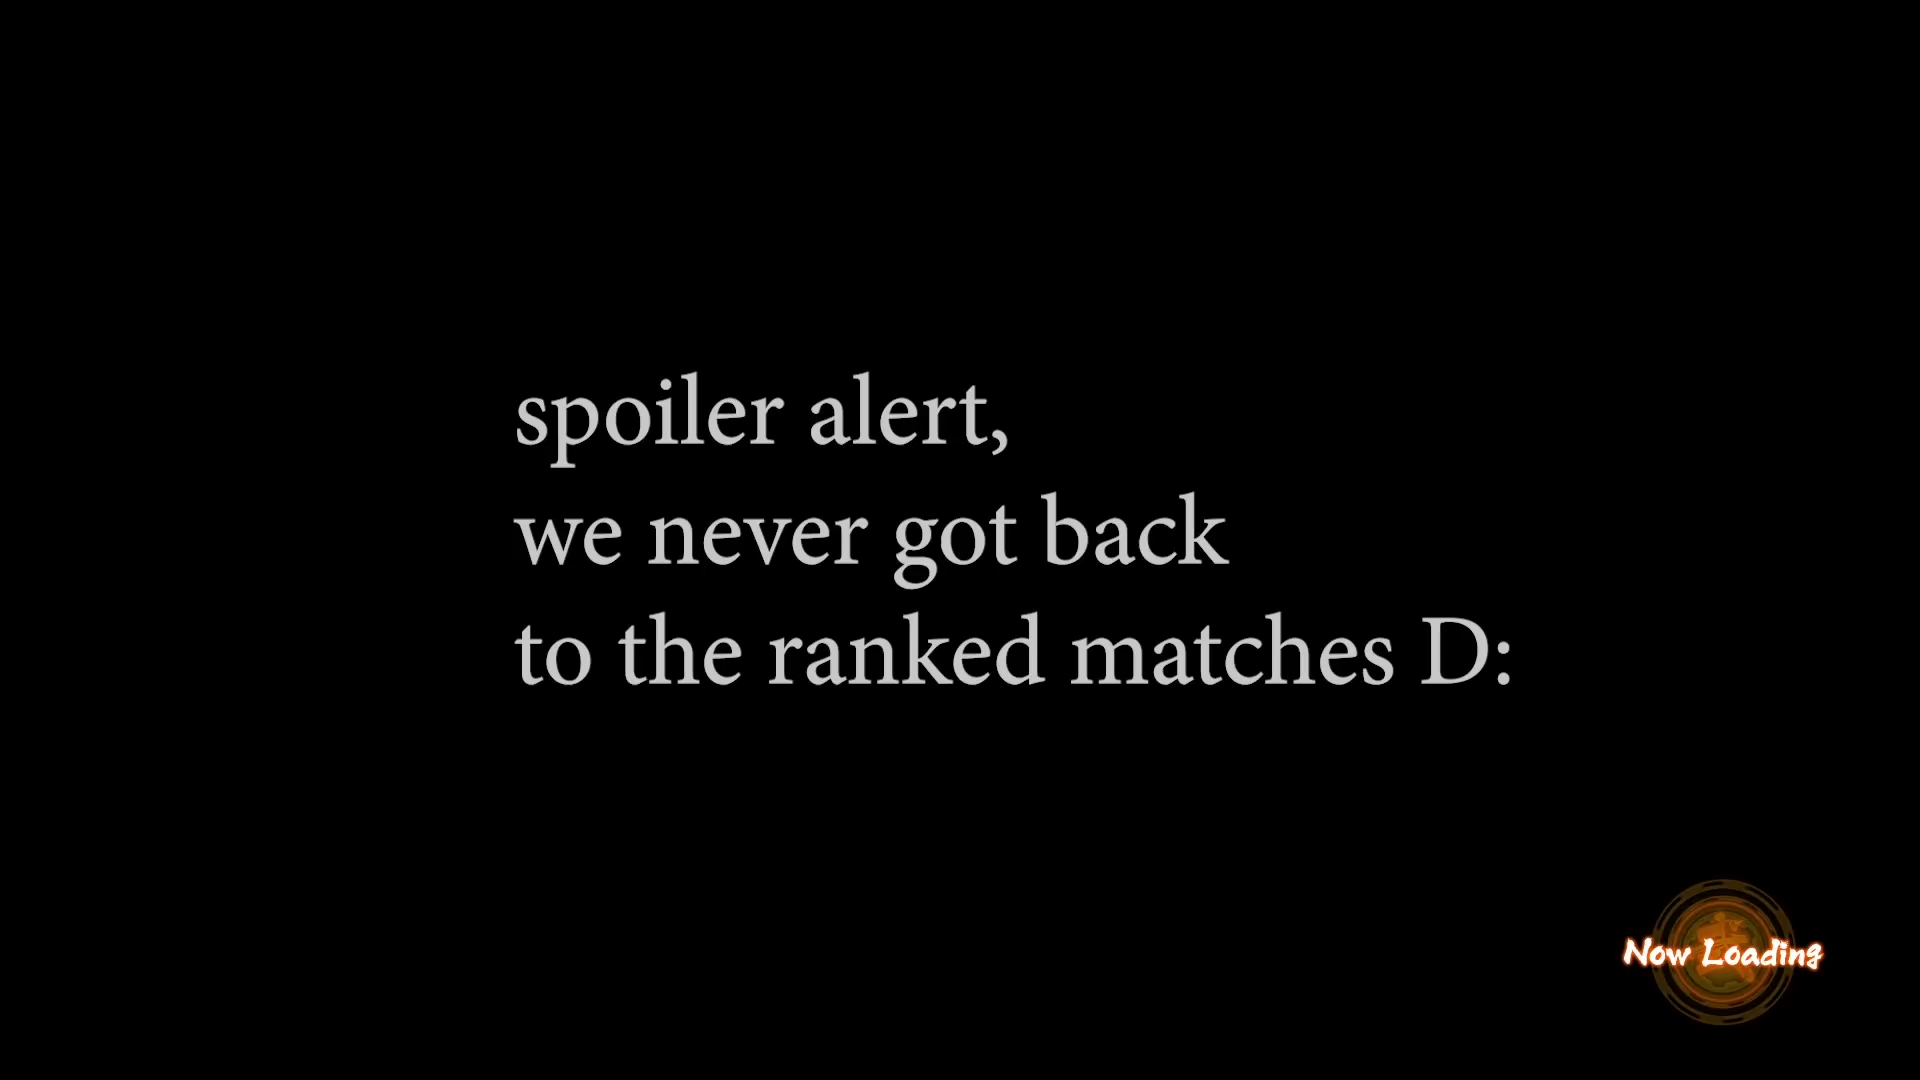 spoiler alert,
we never got back
to the ranked matches D:
Now Loading